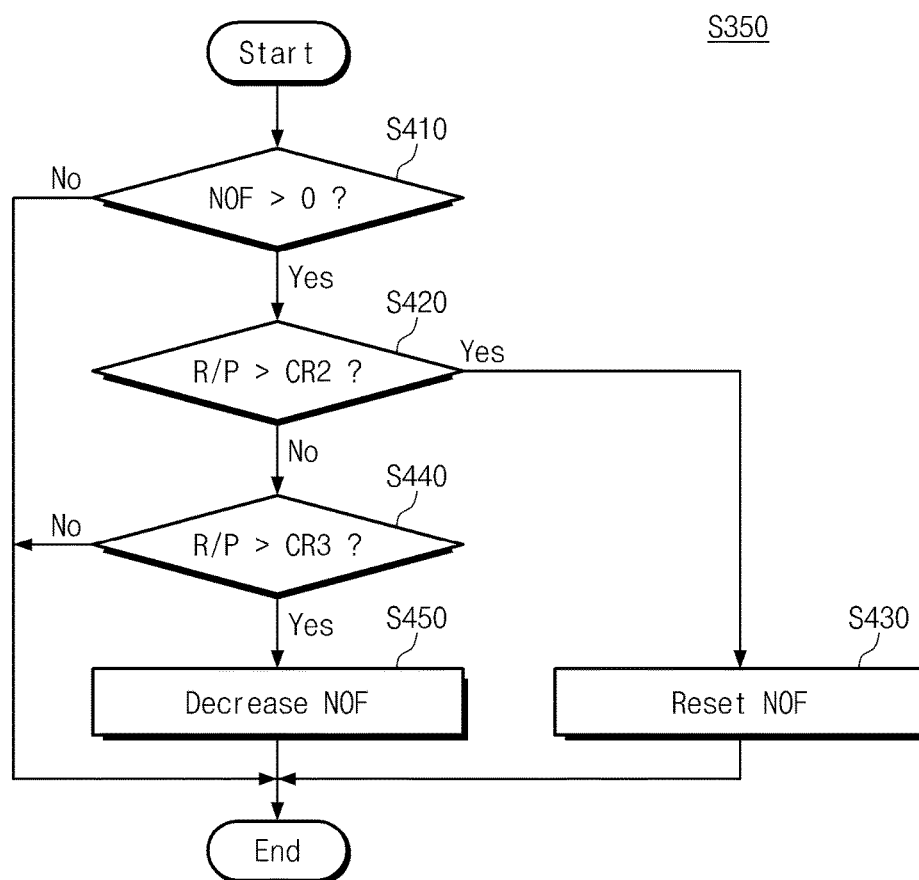 S350
Start
S410
No
NOF > 0 ?
Yes
S420
Yes
R/P > CR2 ?
No
S440
No
R/P > CR3 ?
Yes
S450
S430
Decrease NOF
Reset NOF
End